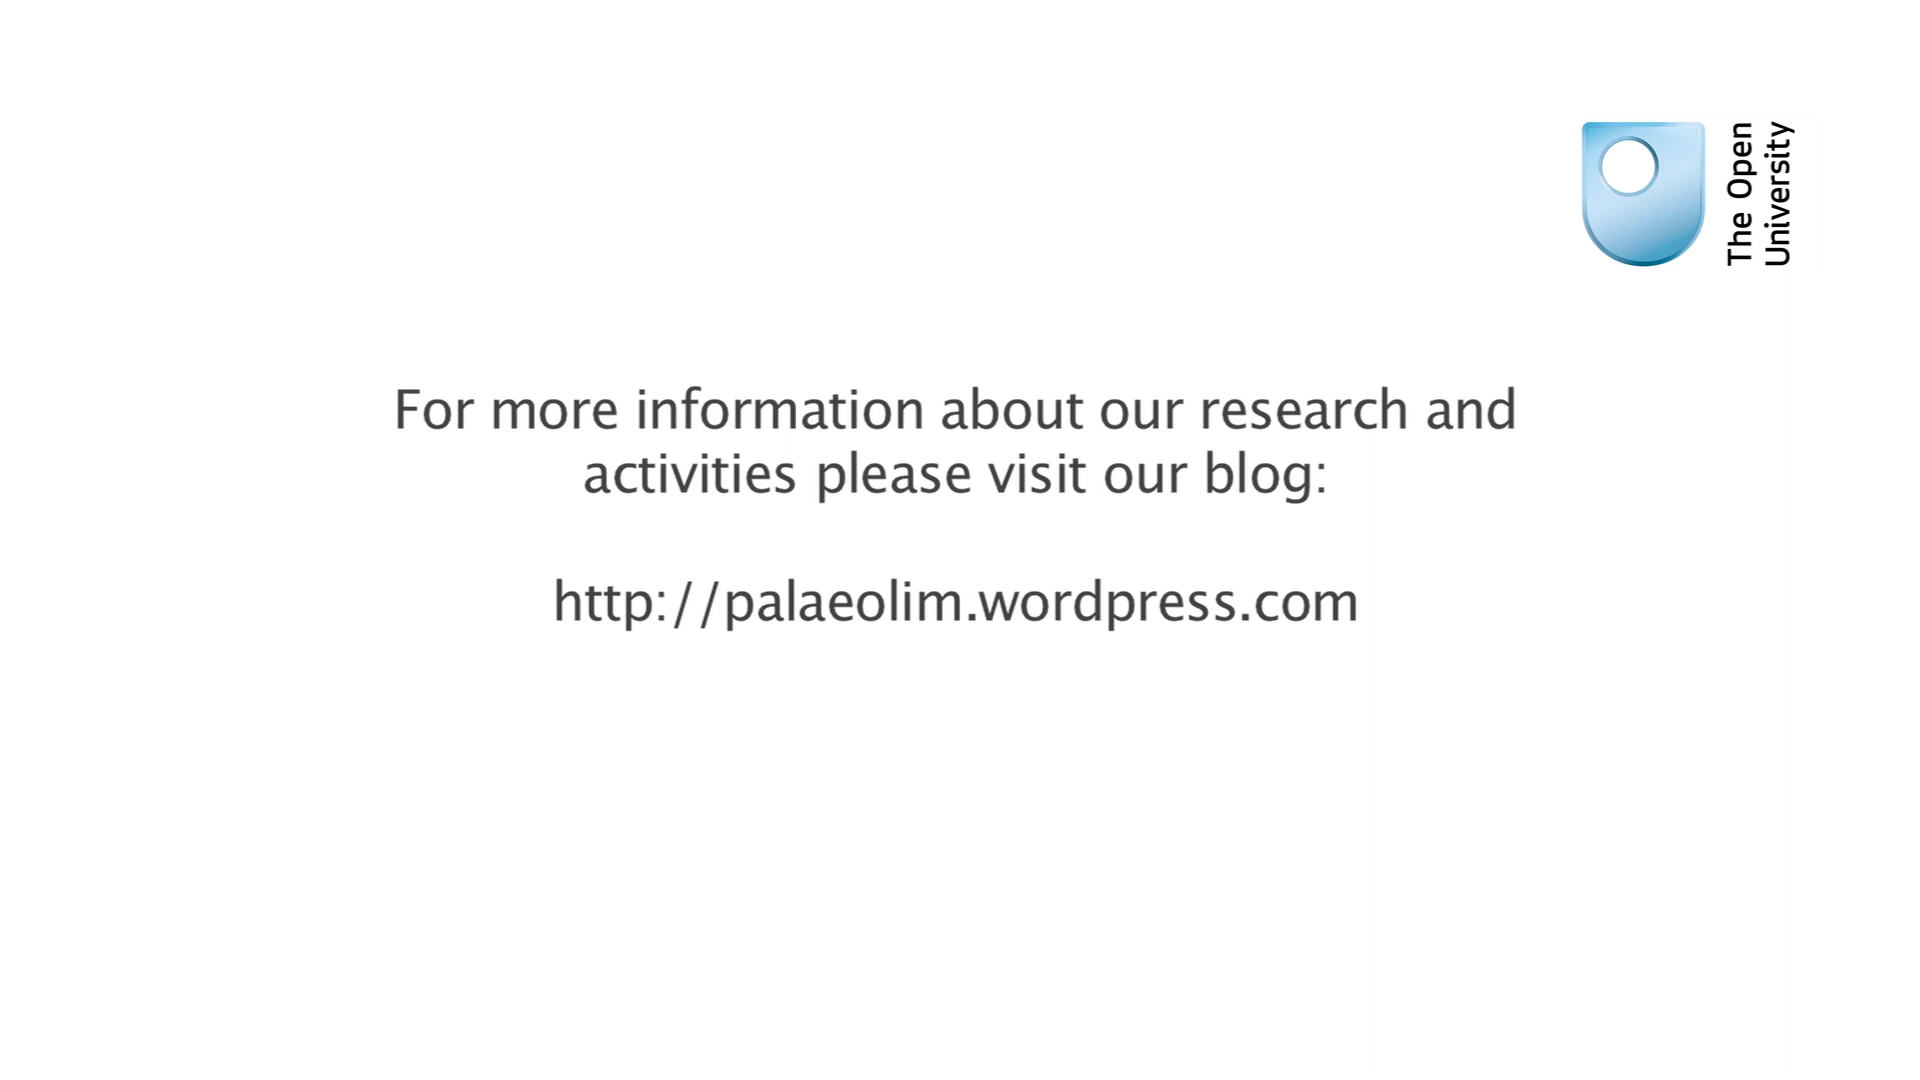 The Open
University
For more information about our research and
activities please visit our blog:
http://palaeolim.wordpress.com